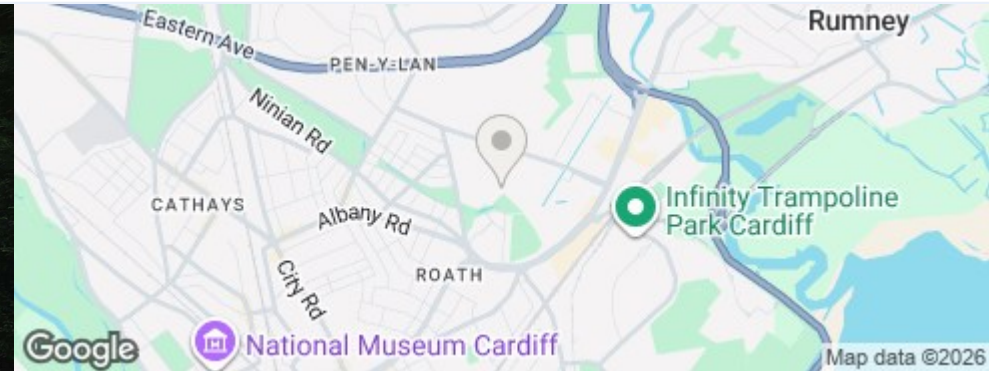 Rumney
Eastern Ave
PEN-Y-LAN
Ninian Rd
CATHAYS
Albany Rd
Infinity Trampoline
Park Cardiff
City Rd
ROATH
National Museum Cardiff
Google
Map data ©2026